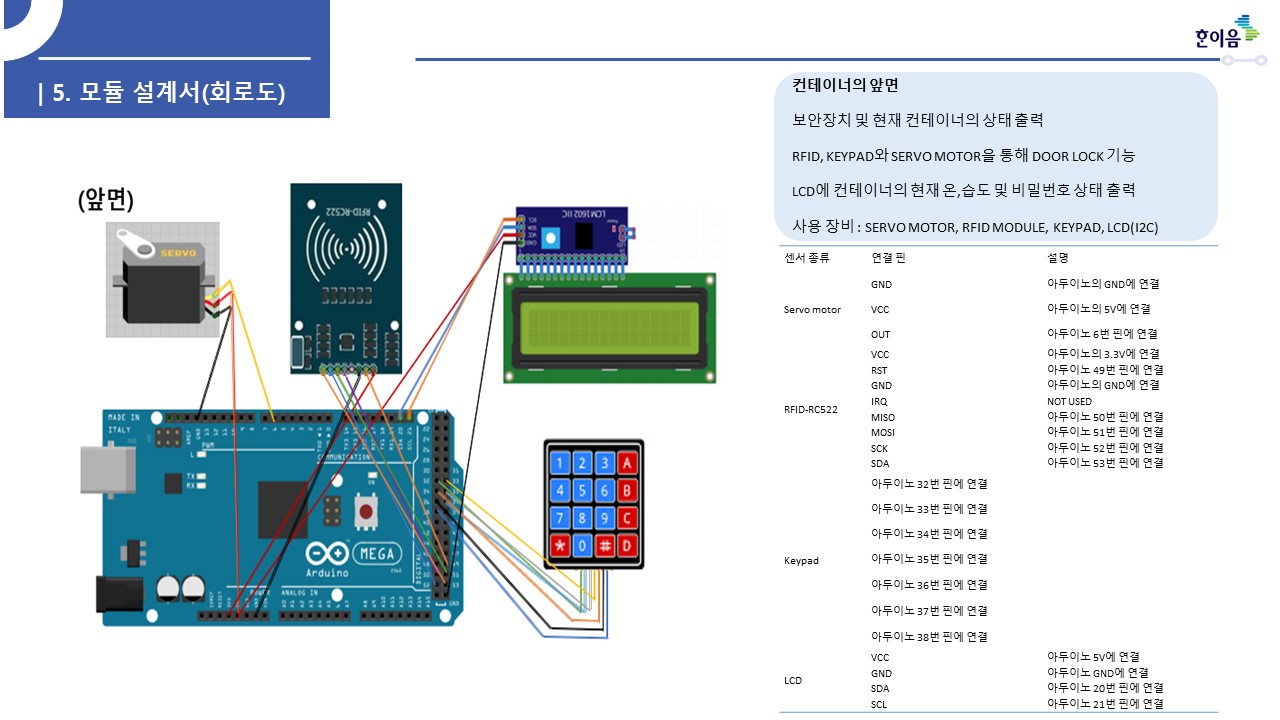 한이음
| 5. 모듈 설계서(회로도)
(앞면)
SERVO
RFID-RC522
LCM1602 IIC
SCL
SDA
VCC
GND
MADE IN
ITALY
PWM
COMMUNICATION
L
TX
RX
ON
MEGA
2560
Arduino
DIGITAL
POWER
ANALOG IN
1 2 3 A
4 5 6 B
7 8 9 C
* 0 # D
컨테이너의 앞면
보안장치 및 현재 컨테이너의 상태 출력
RFID, KEYPAD와 SERVO MOTOR을 통해 DOOR LOCK 기능
LCD에 컨테이너의 현재 온,습도 및 비밀번호 상태 출력
사용 장비 : SERVO MOTOR, RFID MODULE, KEYPAD, LCD(I2C)
센서 종류 연결 핀 설명
GND 아두이노의 GND에 연결
Servo motor VCC 아두이노의 5V에 연결
OUT 아두이노 6번 핀에 연결
VCC 아두이노의 3.3V에 연결
RST 아두이노 49번 핀에 연결
GND 아두이노의 GND에 연결
IRQ NOT USED
RFID-RC522
MISO 아두이노 50번 핀에 연결
MOSI 아두이노 51번 핀에 연결
SCK 아두이노 52번 핀에 연결
SDA 아두이노 53번 핀에 연결
아두이노 32번 핀에 연결
아두이노 33번 핀에 연결
아두이노 34번 핀에 연결
Keypad 아두이노 35번 핀에 연결
아두이노 36번 핀에 연결
아두이노 37번 핀에 연결
아두이노 38번 핀에 연결
VCC 아두이노 5V에 연결
GND 아두이노 GND에 연결
LCD
SDA 아두이노 20번 핀에 연결
SCL 아두이노 21번 핀에 연결